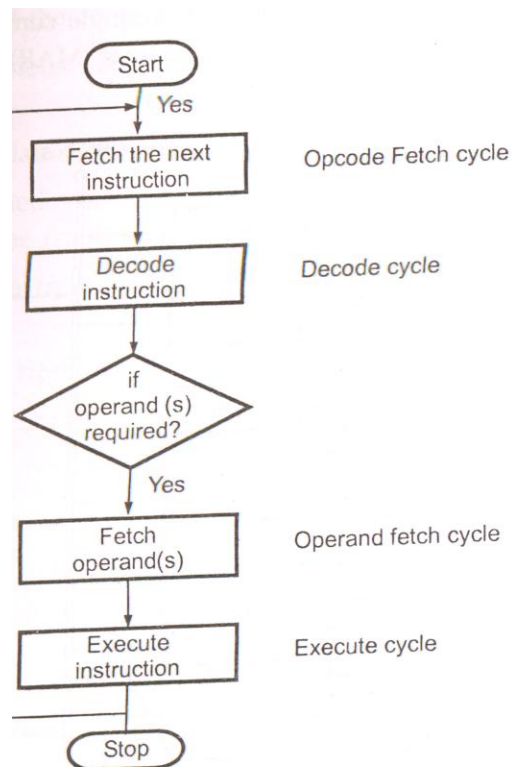 Start
Yes
Fetch the next
instruction
Opcode Fetch cycle
Decode
instruction
Decode cycle
if
operand (s)
required?
Yes
Fetch
operand(s)
Operand fetch cycle
Execute
instruction
Execute cycle
Stop